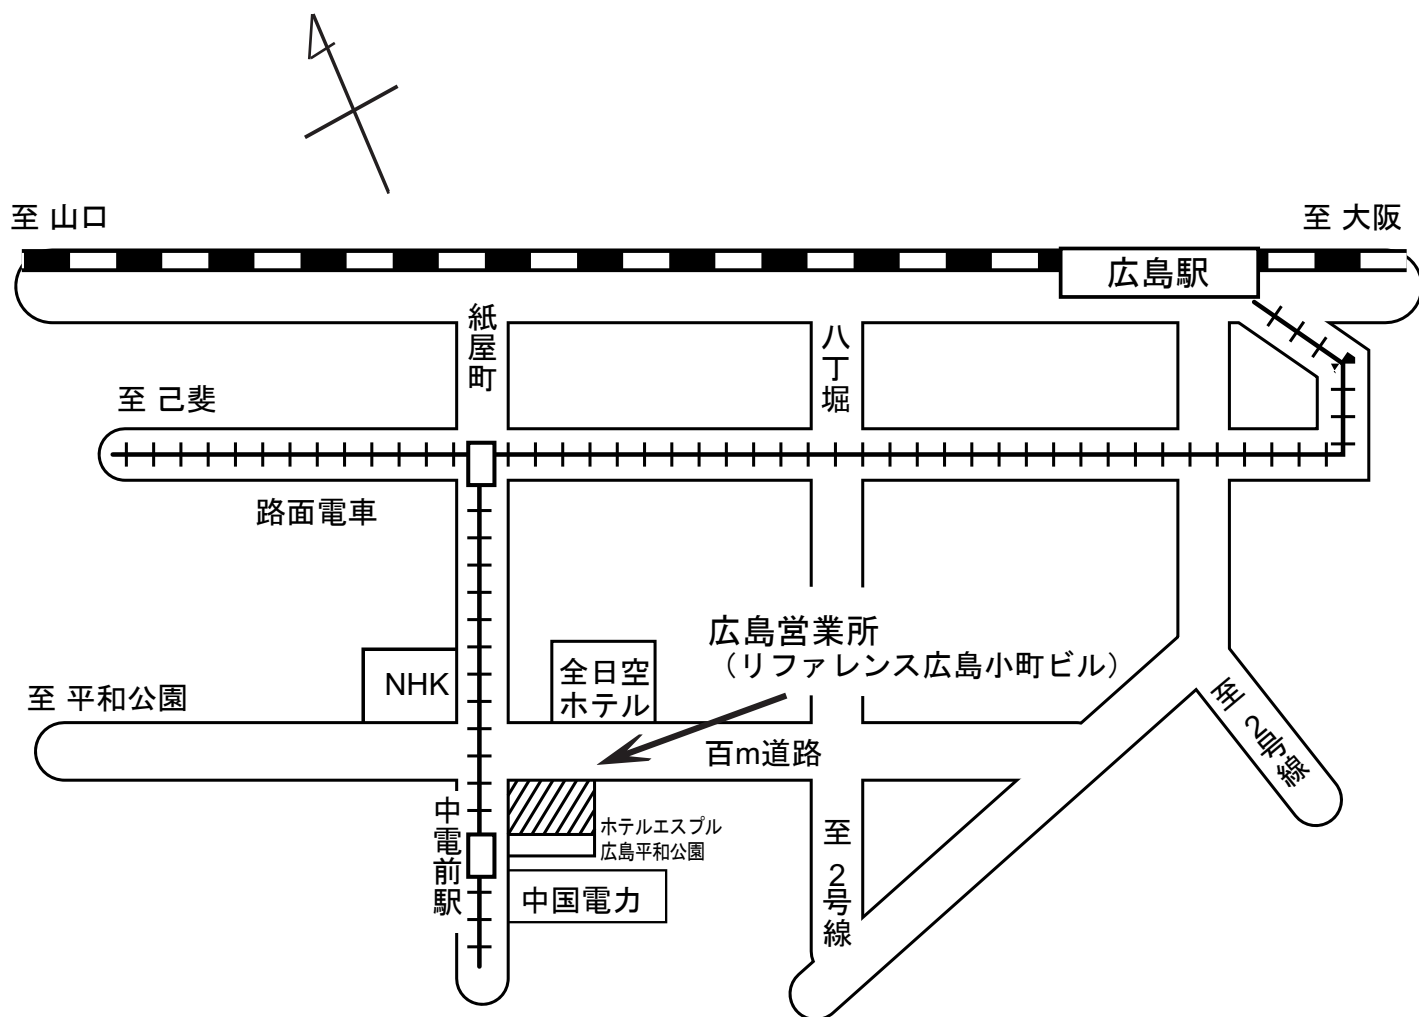 至 山口
至 大阪
広島駅
紙屋町
八丁堀
至 己斐
路面電車
広島営業所
（リファレンス広島小町ビル）
全日空
ホテル
NHK
至 平和公園
至 2号線
百m道路
中電前駅
ホテルエスプル
広島平和公園
至 2号線
中国電力